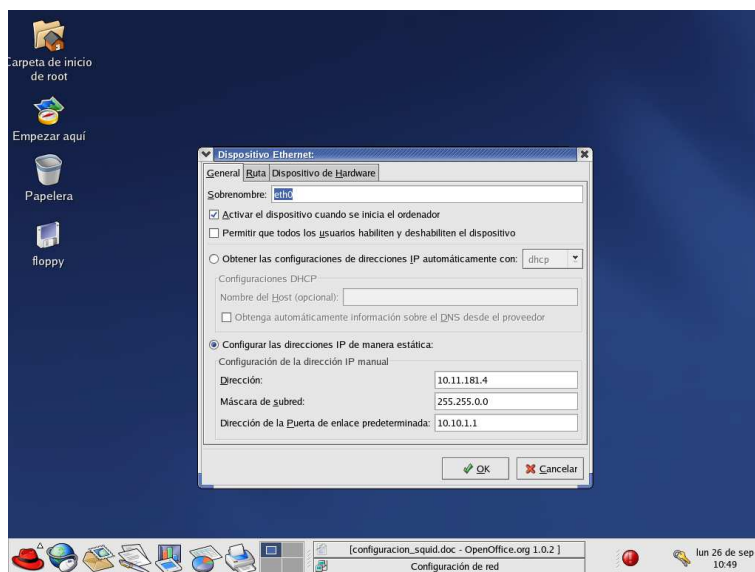 Carpeta de inicio
de root
Empezar aquí
Papelera
floppy
Dispositivo Ethernet:
General Ruta Dispositivo de Hardware
Sobrenombre: eth0
Activar el dispositivo cuando se inicia el ordenador
Permitir que todos los usuarios habiliten y deshabiliten el dispositivo
Obtener las configuraciones de direcciones IP automáticamente con: dhcp
Configuraciones DHCP
Nombre del Host (opcional):
Obtenga automáticamente información sobre el DNS desde el proveedor
Configurar las direcciones IP de manera estática:
Configuración de la dirección IP manual
Dirección: 10.11.181.4
Máscara de subred: 255.255.0.0
Dirección de la Puerta de enlace predeterminada: 10.10.1.1
OK Cancelar
[configuracion_squid.doc - OpenOffice.org 1.0.2 ]
Configuración de red
lun 26 de sep
10:49